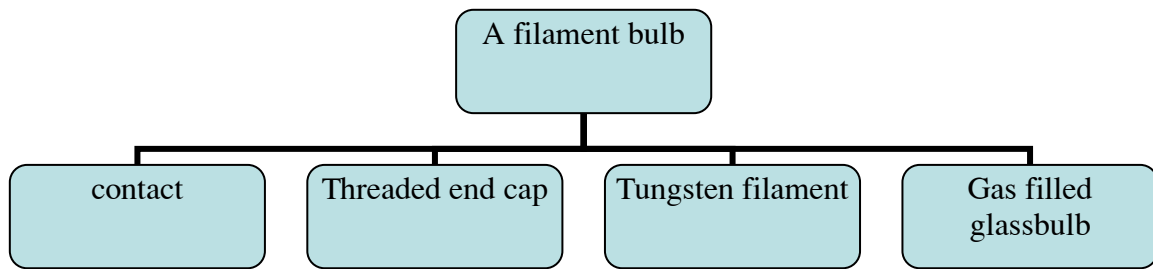 A filament bulb
contact
Threaded end cap
Tungsten filament
Gas filled
glassbulb